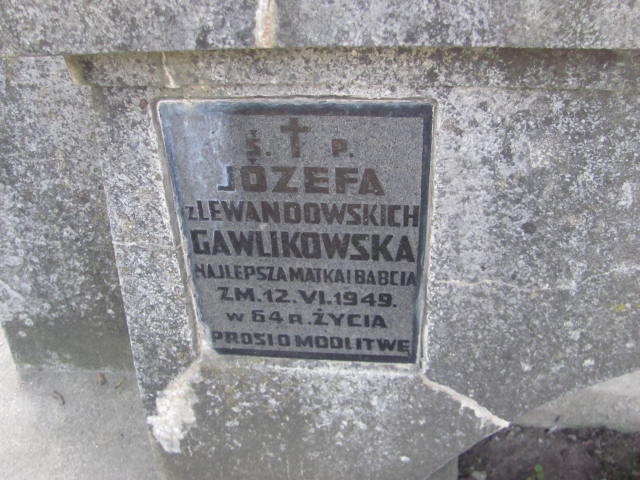 Ś. † P.
JÓZEFA
z LEWANDOWSKICH
GAWLIKOWSKA
NAJLEPSZA MATKA I BABCIA
ZM. 12. VI. 1949.
w 64 R. ŻYCIA
PROSI O MODLITWĘ